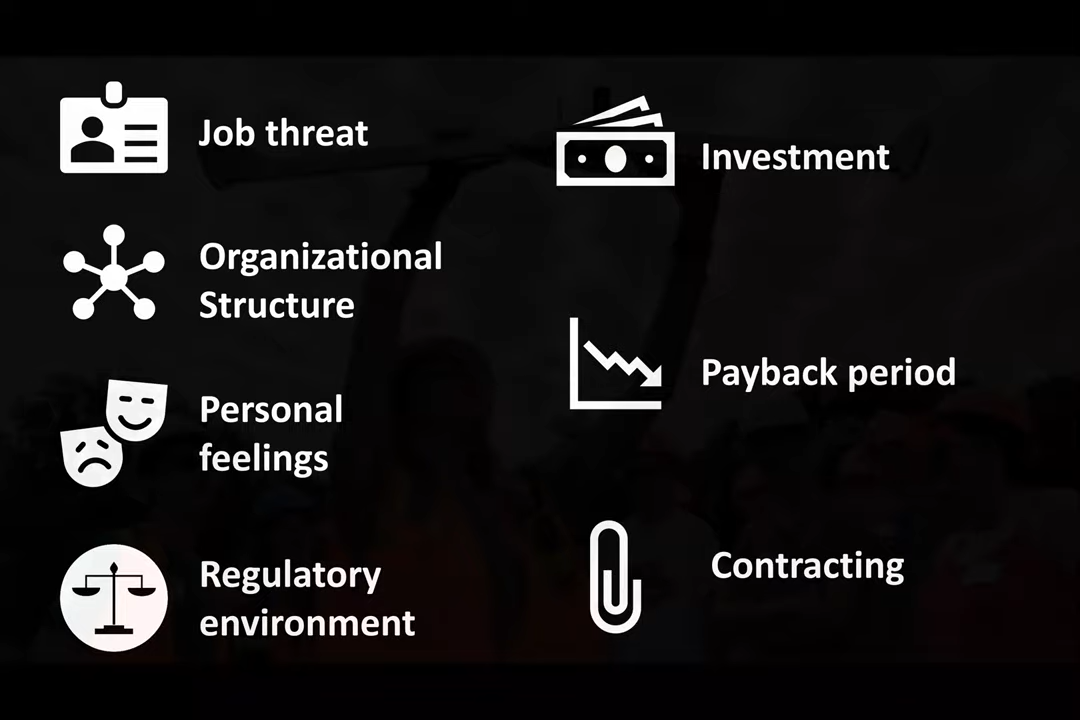 Job threat
Organizational
Structure
Personal
feelings
Regulatory
environment
Investment
Payback period
Contracting